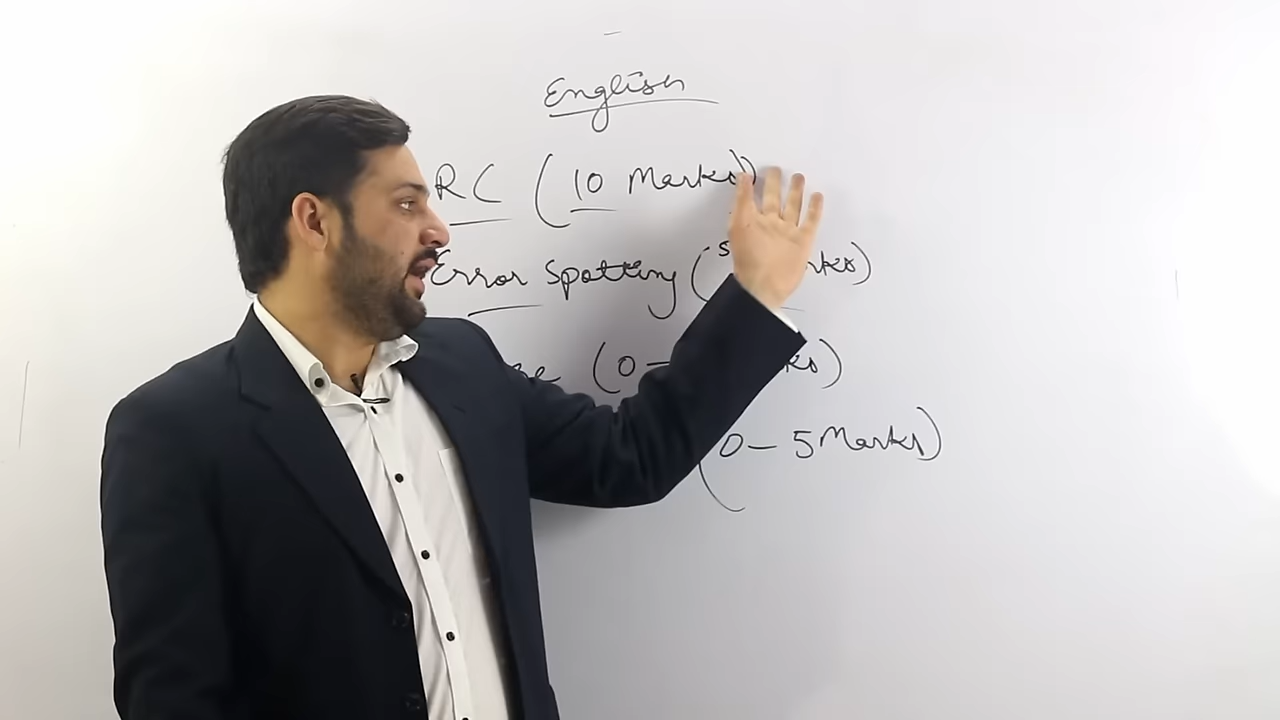 English
RC (10 Marks)
Error Spotting (
(0 –
0 – 5 Marks)